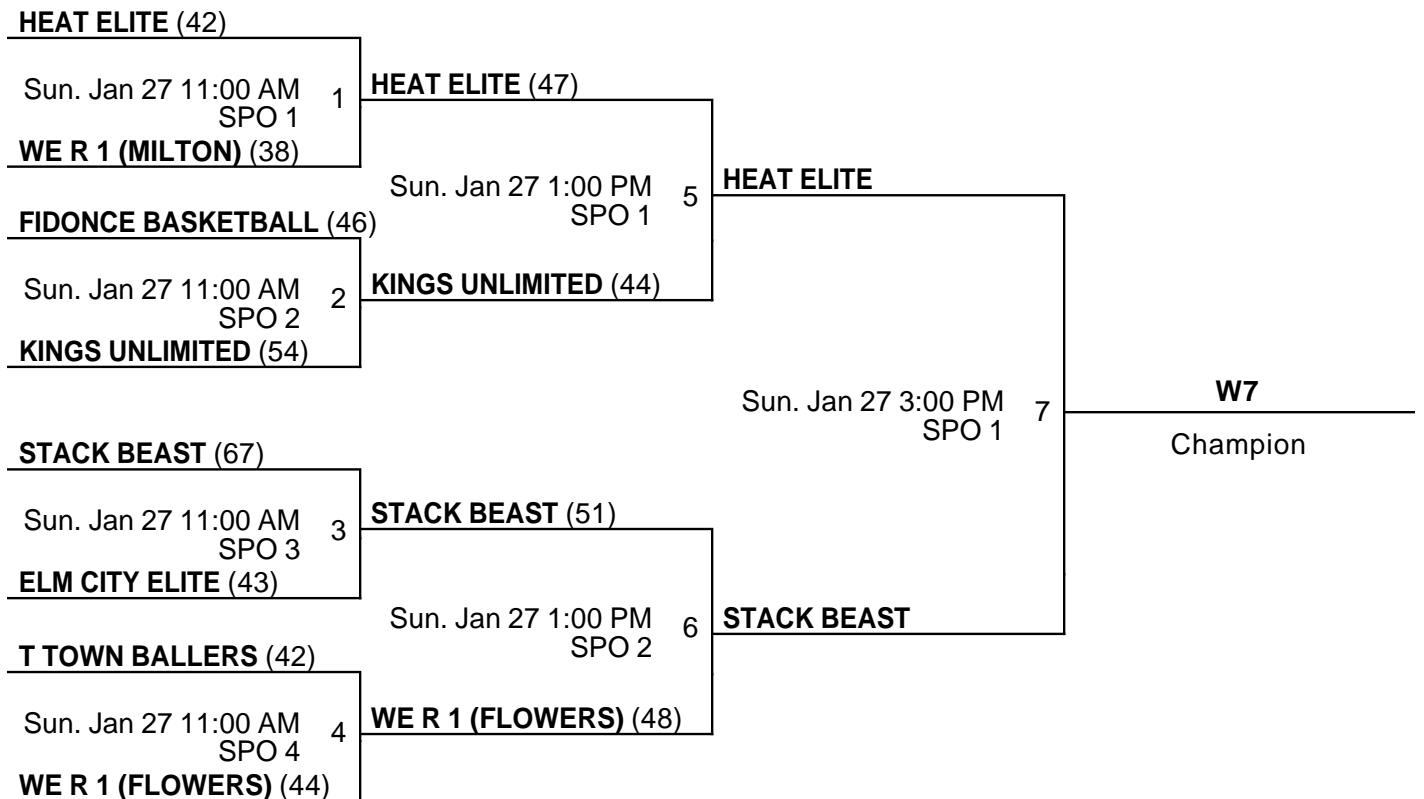 HEAT ELITE (42)
Sun. Jan 27 11:00 AM
SPO 1
1
WE R 1 (MILTON) (38)
HEAT ELITE (47)
FIDONCE BASKETBALL (46)
Sun. Jan 27 11:00 AM
SPO 2
2
KINGS UNLIMITED (54)
Sun. Jan 27 1:00 PM
SPO 1
5
KINGS UNLIMITED (44)
HEAT ELITE
STACK BEAST (67)
Sun. Jan 27 11:00 AM
SPO 3
3
ELM CITY ELITE (43)
STACK BEAST (51)
T TOWN BALLERS (42)
Sun. Jan 27 11:00 AM
SPO 4
4
WE R 1 (FLOWERS) (44)
Sun. Jan 27 1:00 PM
SPO 2
6
WE R 1 (FLOWERS) (48)
STACK BEAST
Sun. Jan 27 3:00 PM
SPO 1
7
W7
Champion